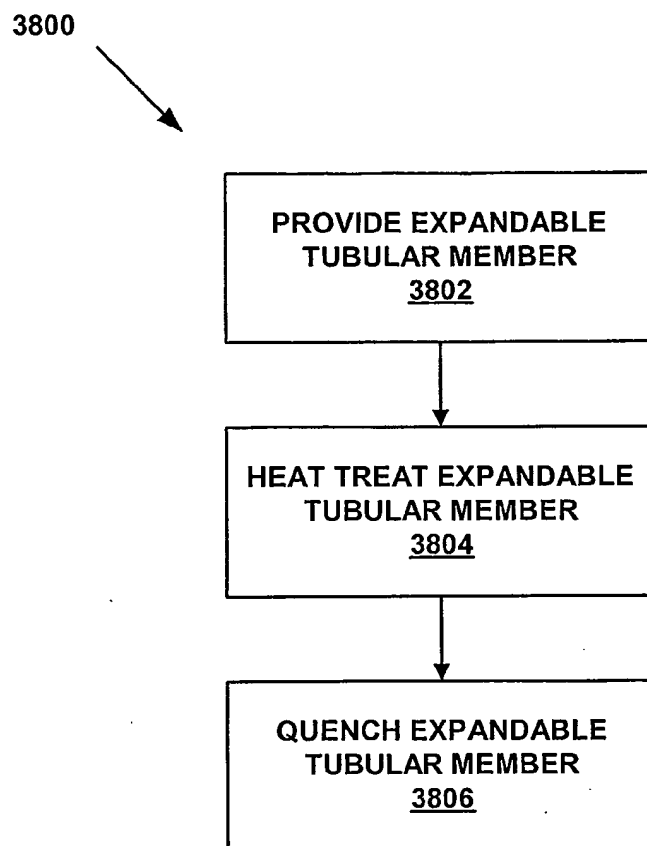 3800
PROVIDE EXPANDABLE
TUBULAR MEMBER
3802
HEAT TREAT EXPANDABLE
TUBULAR MEMBER
3804
QUENCH EXPANDABLE
TUBULAR MEMBER
3806